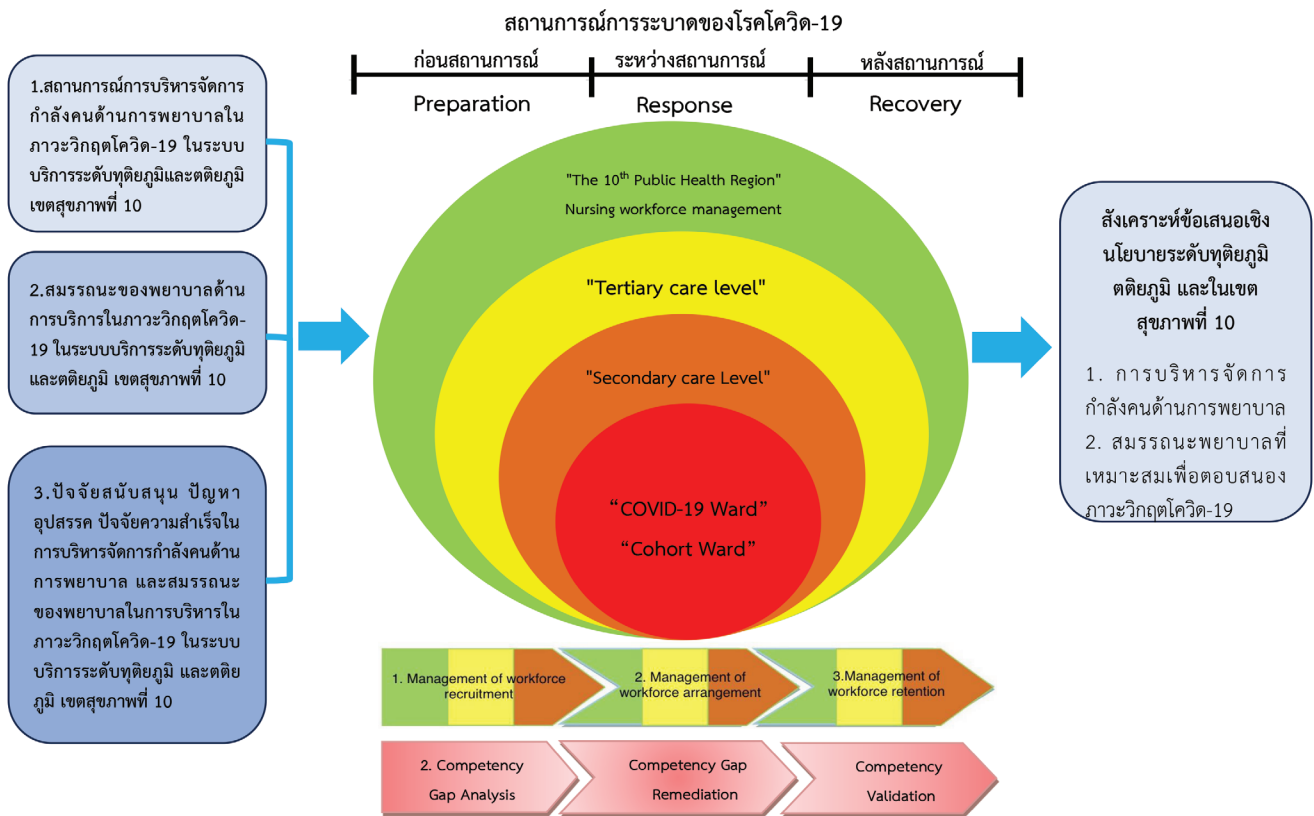 สถานการณ์การระบาดของโรคโควิด-19
ก่อนสถานการณ์
ระหว่างสถานการณ์
หลังสถานการณ์
Preparation
Response
Recovery
1.สถานการณ์การบริหารจัดการ
กำลังคนด้านการพยาบาลใน
ภาวะวิกฤตโควิด-19 ในระบบ
บริการระดับทุติยภูมิและตติยภูมิ
เขตสุขภาพที่ 10
2.สมรรถนะของพยาบาลด้าน
การบริการในภาวะวิกฤตโควิด-
19 ในระบบบริการระดับทุติยภูมิ
และตติยภูมิ เขตสุขภาพที่ 10
3.ปัจจัยสนับสนุน ปัญหา
อุปสรรค ปัจจัยความสำเร็จใน
การบริหารจัดการกำลังคนด้าน
การพยาบาล และสมรรถนะ
ของพยาบาลในการบริหารใน
ภาวะวิกฤตโควิด-19 ในระบบ
บริการระดับทุติยภูมิ และตติย
ภูมิ เขตสุขภาพที่ 10
"The 10th Public Health Region"
Nursing workforce management
"Tertiary care level"
"Secondary care Level"
“COVID-19 Ward”
“Cohort Ward”
สังเคราะห์ข้อเสนอเชิง
นโยบายระดับทุติยภูมิ
ตติยภูมิ และในเขต
สุขภาพที่ 10
1. การบริหารจัดการ
กำลังคนด้านการพยาบาล
2. สมรรถนะพยาบาลที่
เหมาะสมเพื่อตอบสนอง
ภาวะวิกฤตโควิด-19
1. Management of workforce
recruitment
2. Management of
workforce arrangement
3.Management of
workforce retention
2. Competency
Gap Analysis
Competency Gap
Remediation
Competency
Validation